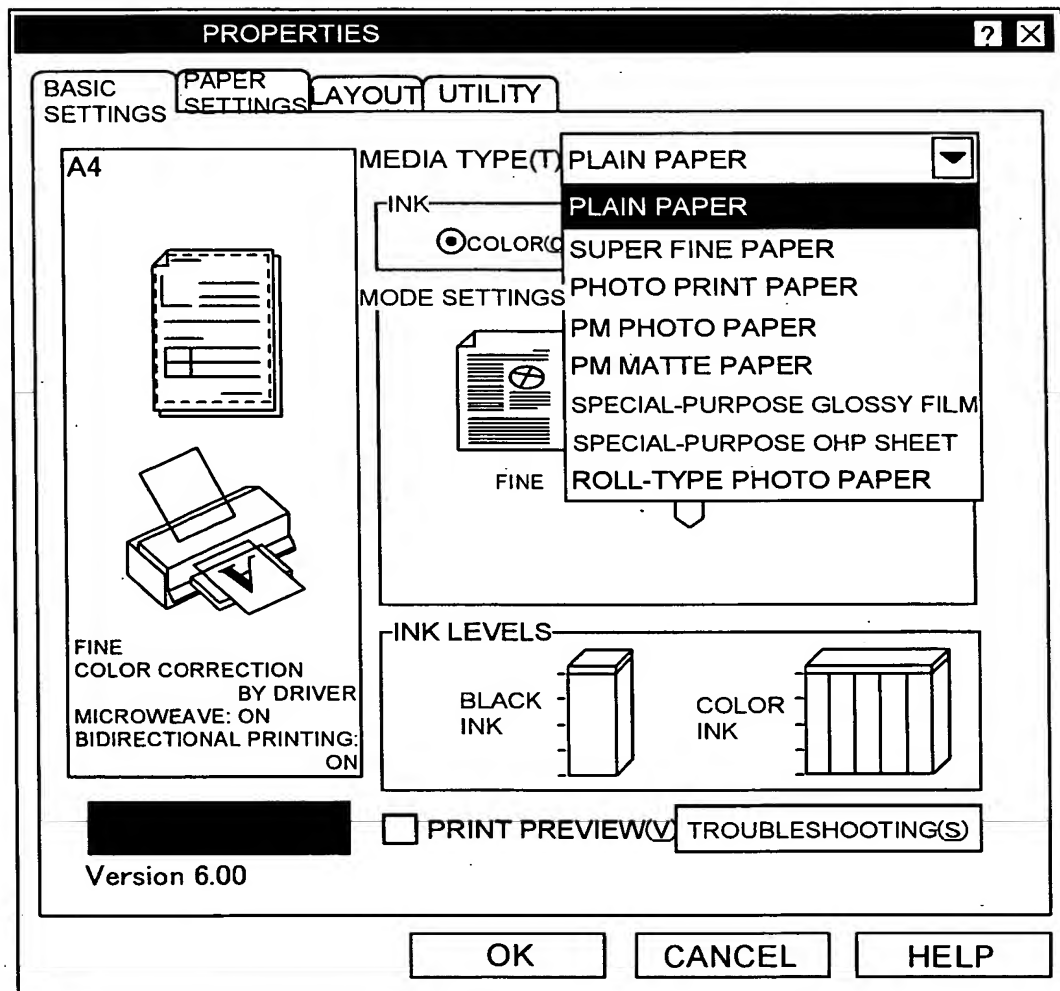 PROPERTIES
?
BASIC
SETTINGS
PAPER
SETTINGS
LAYOUT
UTILITY
A4
MEDIA TYPE(T)
PLAIN PAPER
INK
COLOR(C
PLAIN PAPER
SUPER FINE PAPER
PHOTO PRINT PAPER
PM PHOTO PAPER
PM MATTE PAPER
SPECIAL-PURPOSE GLOSSY FILM
SPECIAL-PURPOSE OHP SHEET
ROLL-TYPE PHOTO PAPER
MODE SETTINGS
FINE
A
FINE
COLOR CORRECTION
BY DRIVER
MICROWEAVE: ON
BIDIRECTIONAL PRINTING:
ON
INK LEVELS
BLACK
INK
COLOR
INK
PRINT PREVIEW(V)
TROUBLESHOOTING(S)
Version 6.00
OK
CANCEL
HELP